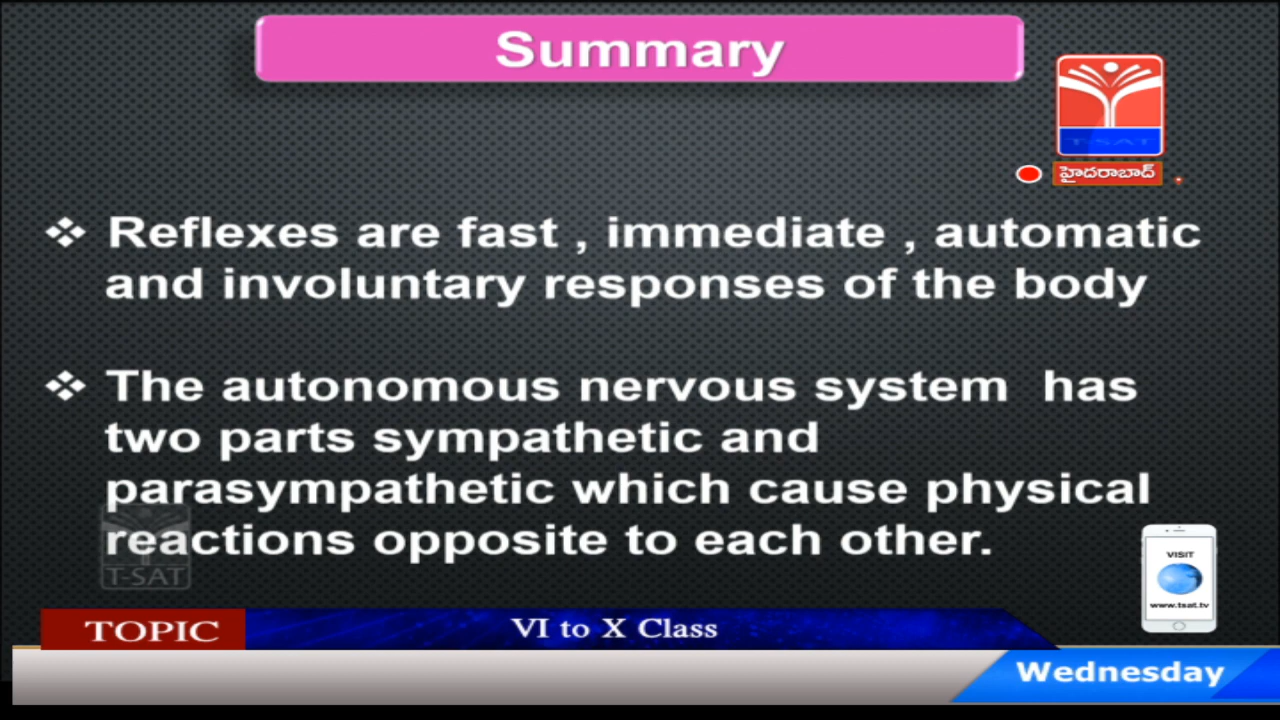 Summary
T-SAT
హైదరాబాద్
❖ Reflexes are fast , immediate , automatic
and involuntary responses of the body
❖ The autonomous nervous system has
two parts sympathetic and
parasympathetic which cause physical
reactions opposite to each other.
T-SAT
VISIT
www.tsat.tv
TOPIC
VI to X Class
Wednesday